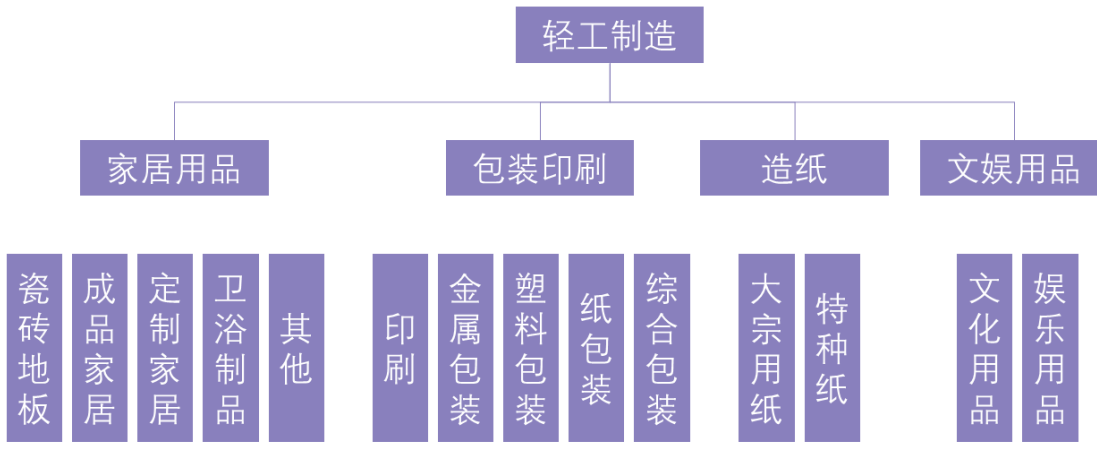 轻工制造
家居用品
包装印刷
造纸
文娱用品
瓷砖地板
成品家居
定制家居
卫浴制品
其他
印刷
金属包装
塑料包装
纸包装
综合包装
大宗用纸
特种纸
文化用品
娱乐用品